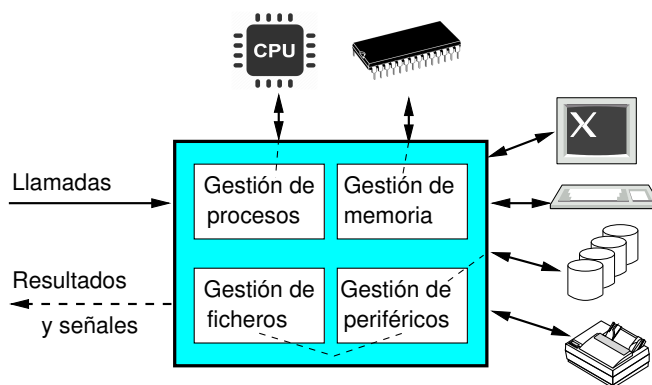 CPU
X
Llamadas
Gestión de
procesos
Gestión de
memoria
Resultados
y señales
Gestión de
ficheros
Gestión de
periféricos